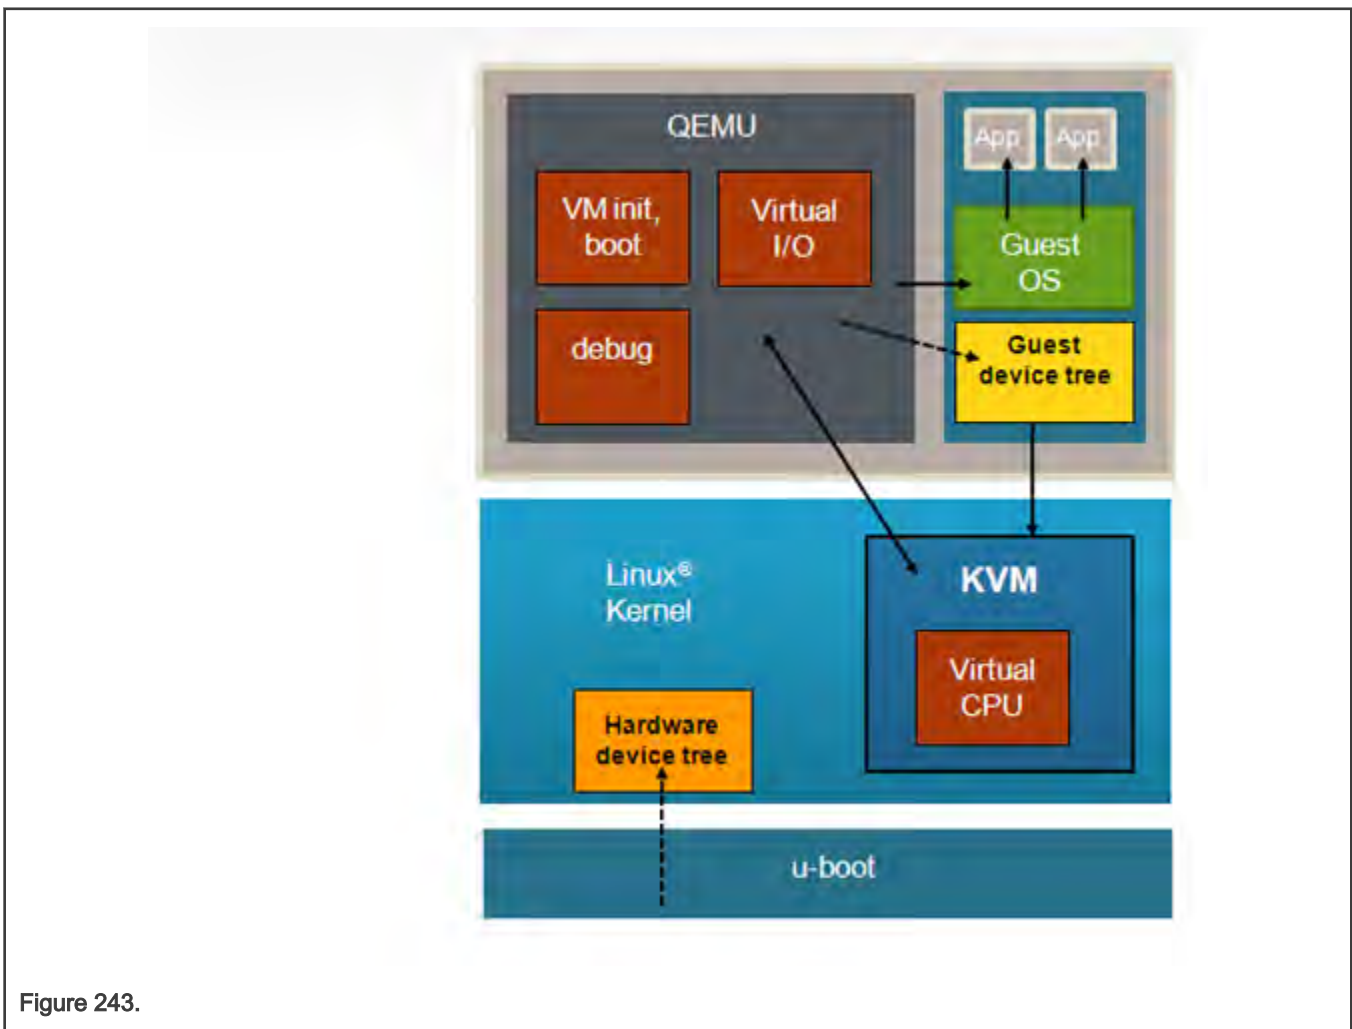 QEMU
VM init,
boot
Virtual
I/O
debug
App
App
Guest
OS
Guest
device tree
Linux®
Kernel
KVM
Virtual
CPU
Hardware
device tree
u-boot
Figure 243.